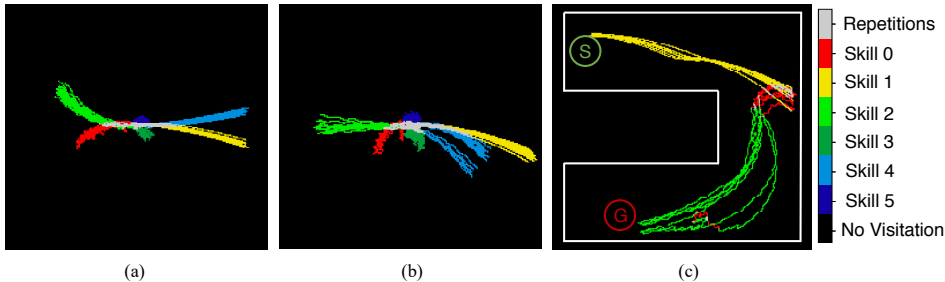 S
G
Repetitions
Skill 0
Skill 1
Skill 2
Skill 3
Skill 4
Skill 5
No Visitation
(a)
(b)
(c)